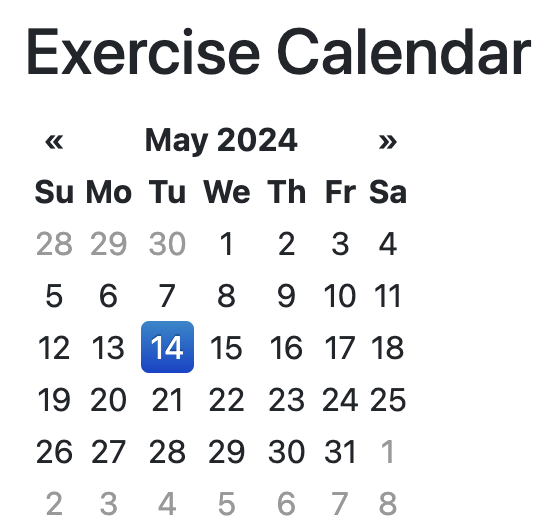 Exercise Calendar
« May 2024 »
Su Mo Tu We Th Fr Sa
28 29 30 1 2 3 4
5 6 7 8 9 10 11
12 13 14 15 16 17 18
19 20 21 22 23 24 25
26 27 28 29 30 31 1
2 3 4 5 6 7 8